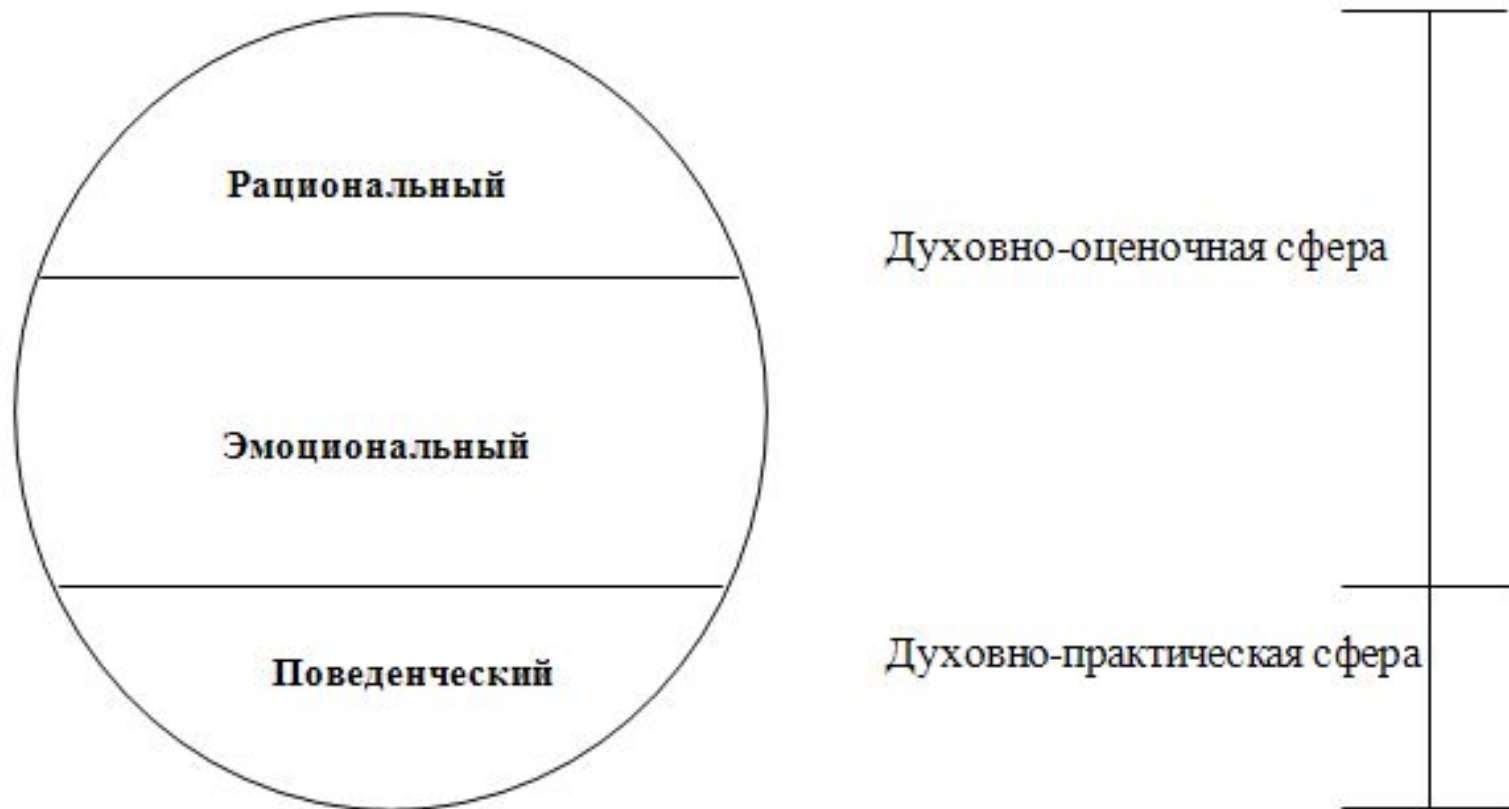 Рациональный
Духовно-оценочная сфера
Эмоциональный
Духовно-практическая сфера
Поведенческий